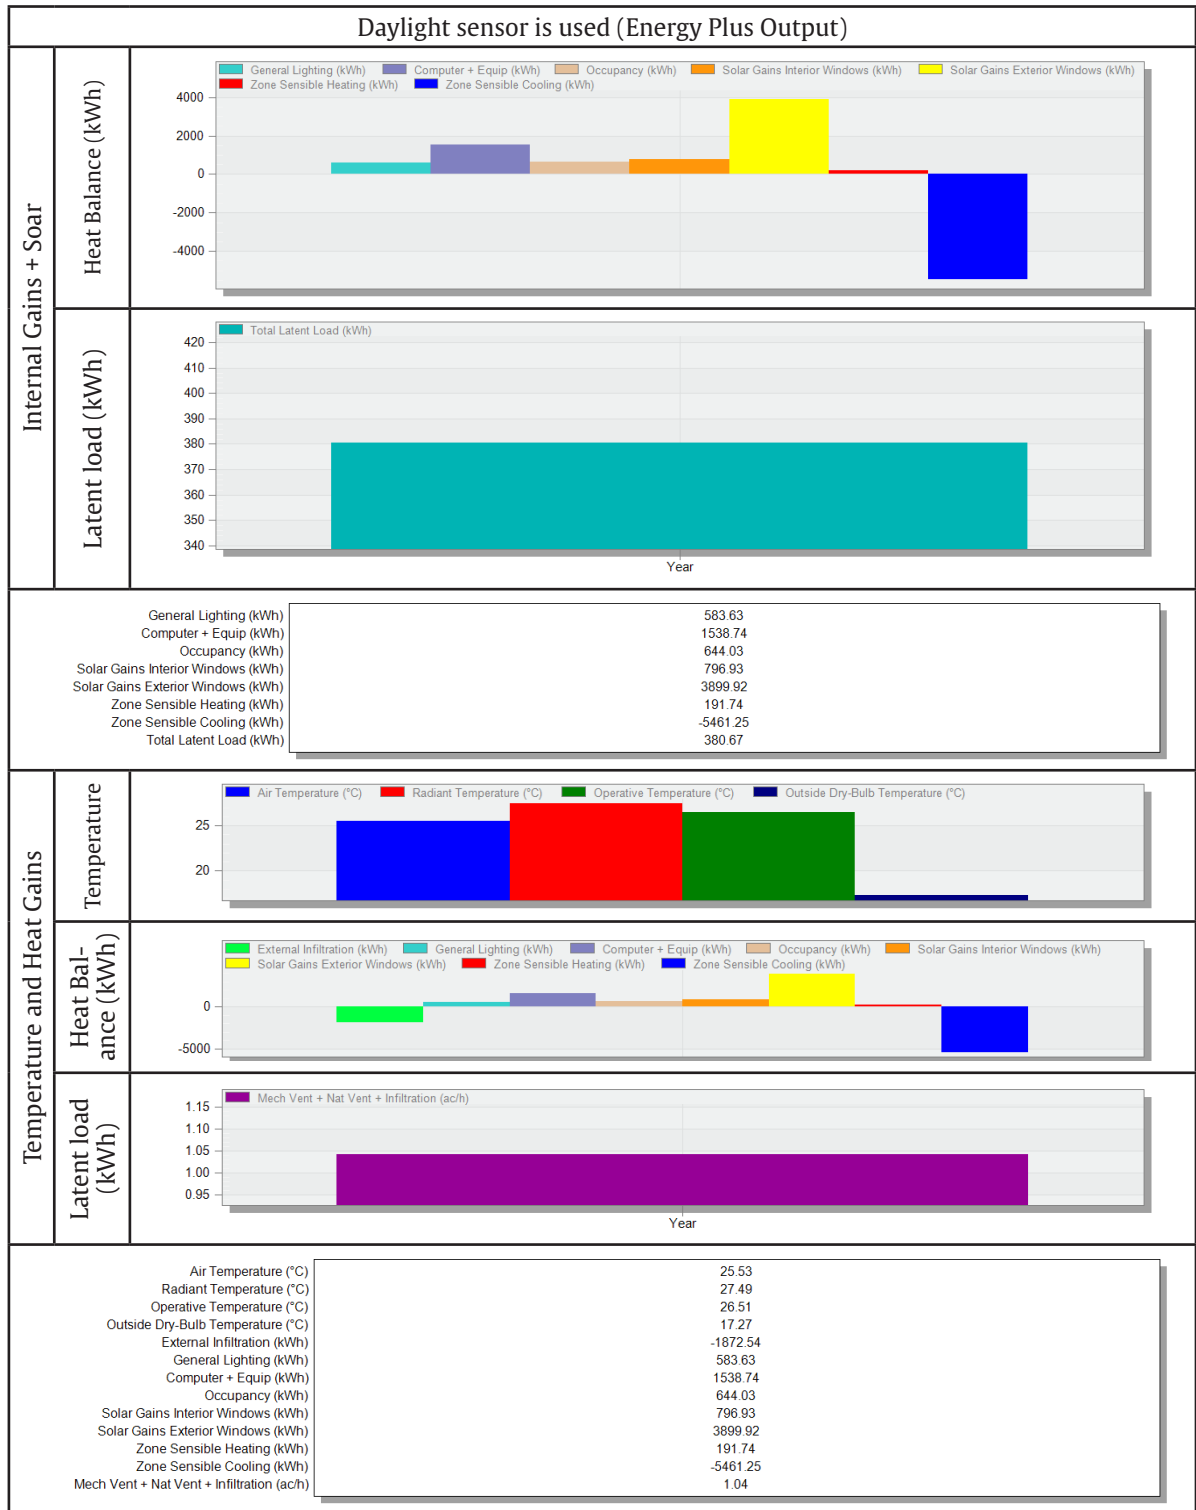 Daylight sensor is used (Energy Plus Output)
Internal Gains + Soar
Heat Balance (kWh)
General Lighting (kWh) Computer + Equip (kWh) Occupancy (kWh) Solar Gains Interior Windows (kWh) Solar Gains Exterior Windows (kWh)
Zone Sensible Heating (kWh) Zone Sensible Cooling (kWh)
4000
2000
0
-2000
-4000
Latent load (kWh)
Total Latent Load (kWh)
420
410
400
390
380
370
360
350
340
Year
General Lighting (kWh) 583.63
Computer + Equip (kWh) 1538.74
Occupancy (kWh) 644.03
Solar Gains Interior Windows (kWh) 796.93
Solar Gains Exterior Windows (kWh) 3899.92
Zone Sensible Heating (kWh) 191.74
Zone Sensible Cooling (kWh) -5461.25
Total Latent Load (kWh) 380.67
Temperature and Heat Gains
Temperature
Air Temperature (°C) Radiant Temperature (°C) Operative Temperature (°C) Outside Dry-Bulb Temperature (°C)
25
20
Heat Bal-
ance (kWh)
External Infiltration (kWh) General Lighting (kWh) Computer + Equip (kWh) Occupancy (kWh) Solar Gains Interior Windows (kWh)
Solar Gains Exterior Windows (kWh) Zone Sensible Heating (kWh) Zone Sensible Cooling (kWh)
0
-5000
Latent load
(kWh)
Mech Vent + Nat Vent + Infiltration (ac/h)
1.15
1.10
1.05
1.00
0.95
Year
Air Temperature (°C) 25.53
Radiant Temperature (°C) 27.49
Operative Temperature (°C) 26.51
Outside Dry-Bulb Temperature (°C) 17.27
External Infiltration (kWh) -1872.54
General Lighting (kWh) 583.63
Computer + Equip (kWh) 1538.74
Occupancy (kWh) 644.03
Solar Gains Interior Windows (kWh) 796.93
Solar Gains Exterior Windows (kWh) 3899.92
Zone Sensible Heating (kWh) 191.74
Zone Sensible Cooling (kWh) -5461.25
Mech Vent + Nat Vent + Infiltration (ac/h) 1.04